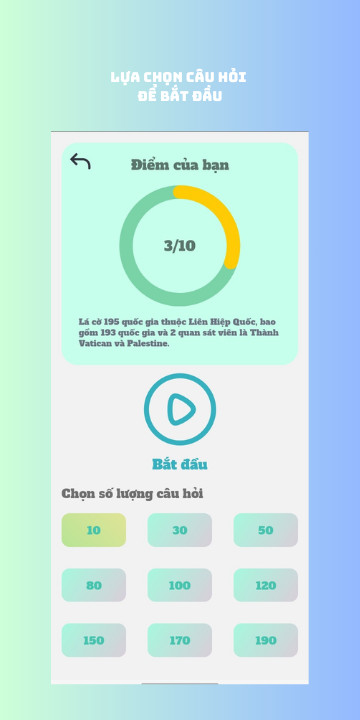 LỰA CHỌN CÂU HỎI
ĐỂ BẮT ĐẦU
Điểm của bạn
3/10
Lá cờ 195 quốc gia thuộc Liên Hiệp Quốc, bao
gồm 193 quốc gia và 2 quan sát viên là Thành
Vatican và Palestine.
Bắt đầu
Chọn số lượng câu hỏi
10 30 50
80 100 120
150 170 190